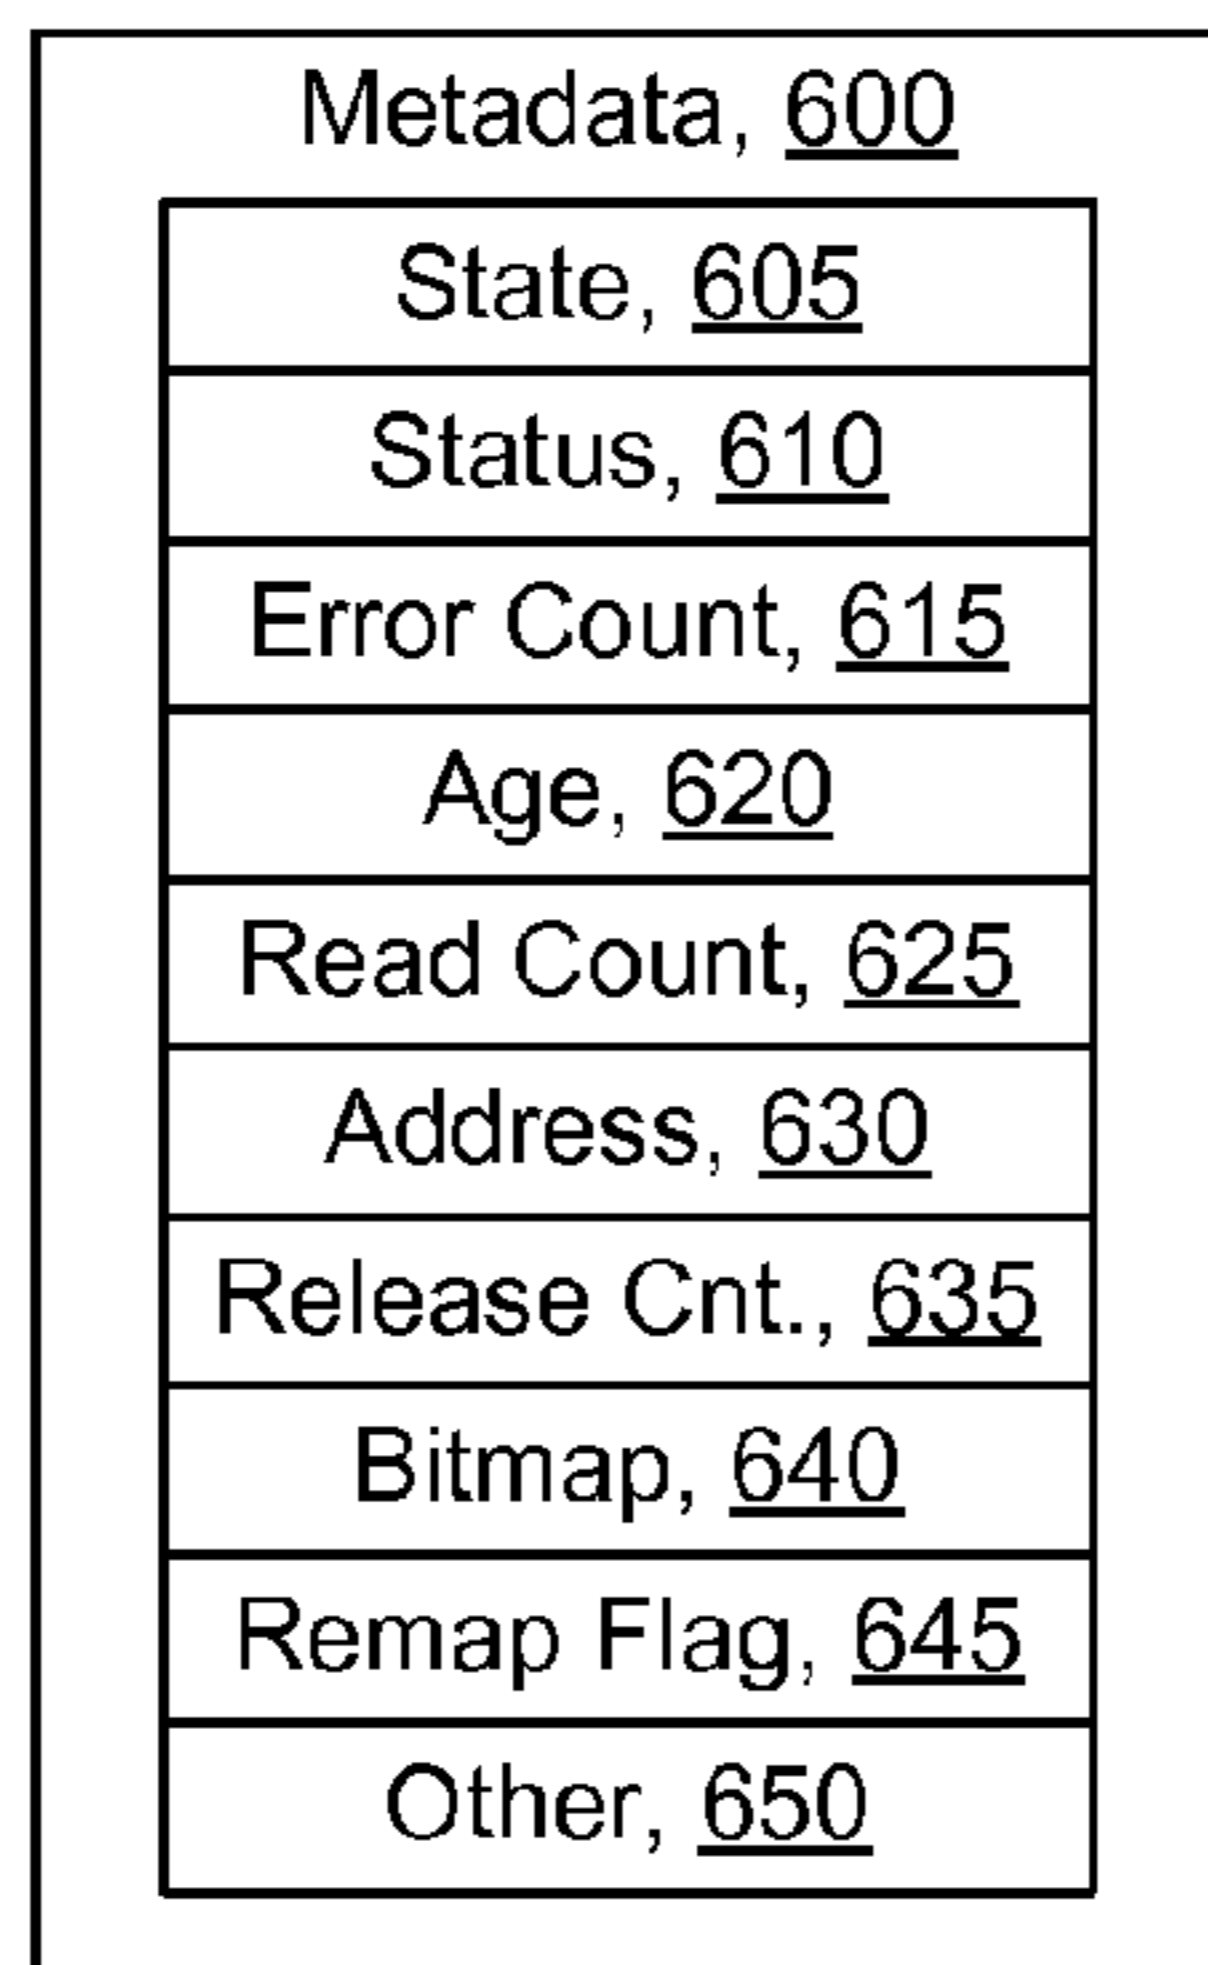 Metadata, 600
State, 605
Status, 610
Error Count, 615
Age, 620
Read Count, 625
Address, 630
Release Cnt., 635
Bitmap, 640
Remap Flag, 645
Other, 650